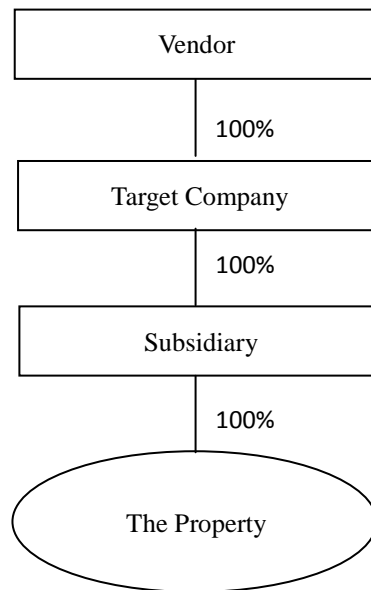 Vendor
100%
Target Company
100%
Subsidiary
100%
The Property